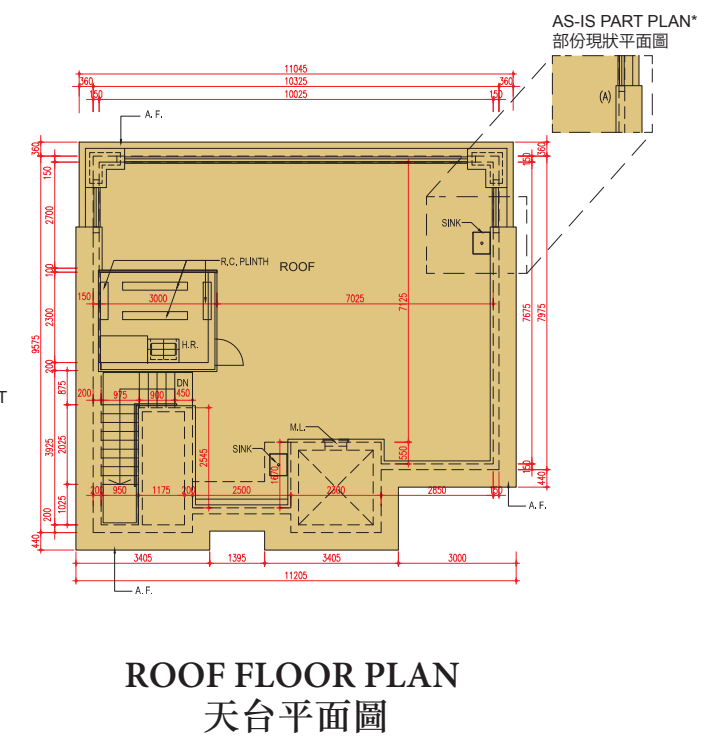 AS-IS PART PLAN*
部份現狀平面圖
(A)
11045
360 10325
150 10025 150
A. F.
360
150
2700
100
2300
200
875
3925
2025
1025
200
440
9575
360
150
7675
7975
150
440
SINK
R.C. PLINTH
ROOF
150 3000 7025
7125
H.R.
DN
200 975 900 450
T
M.L.
SINK
2545
1670
550
200 950 1175 200 2500 2300 2850 150
A. F.
3405 1395 3405 3000
11205
A. F.
ROOF FLOOR PLAN
天台平面圖